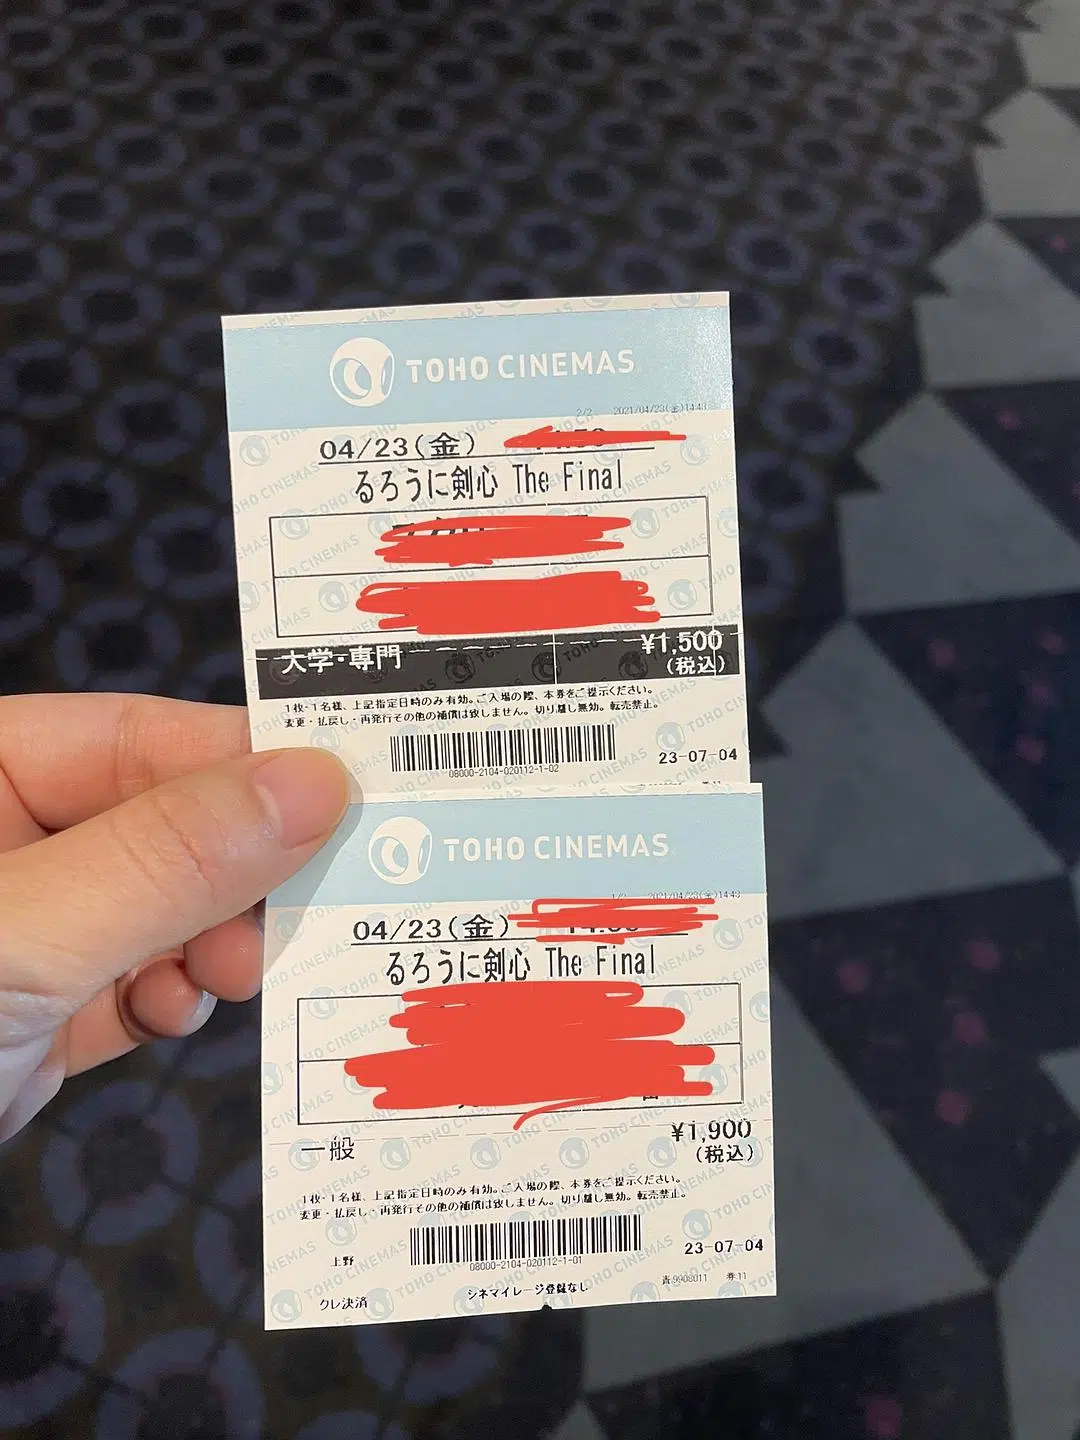 TOHO CINEMAS
2/2 2021/04/23(金)14:48
04/23(金)
るろうに剣心 The Final
大学・専門
¥1,500
(税込)
1枚・1名様、上記指定日時のみ有効。ご入場の際、本券をご提示ください。
変更・払戻し・再発行その他の補償は致しません。切り離し無効。転売禁止。
08000-2104-020112-1-02
23-07-04
TOHO CINEMAS
1/2 2021/04/23(金)14:48
04/23(金)
るろうに剣心 The Final
一般
¥1,900
(税込)
1枚・1名様、上記指定日時のみ有効。ご入場の際、本券をご提示ください。
変更・払戻し・再発行その他の補償は致しません。切り離し無効。転売禁止。
上野
08000-2104-020112-1-01
23-07-04
クレ決済
シネマイレージ登録なし
券:11